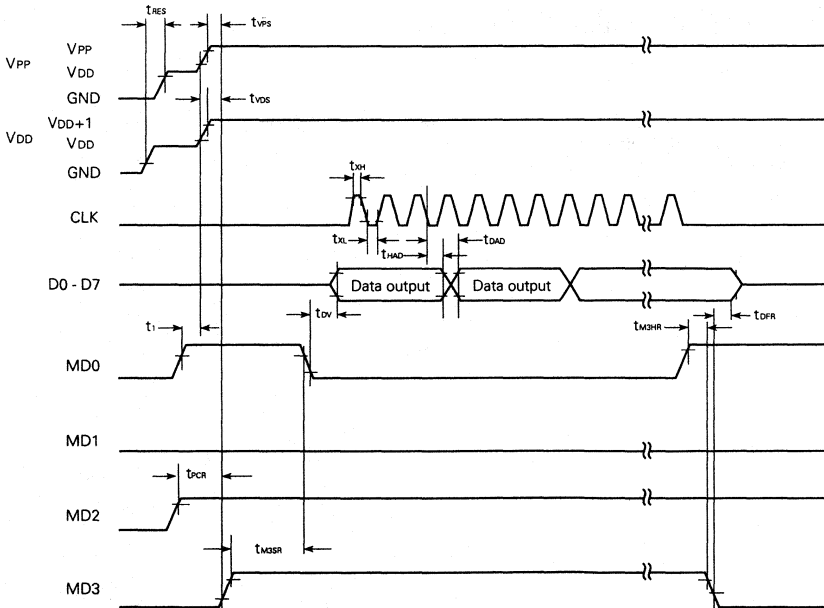 tRES
tVPS
VPP
VPP
VDD
GND
tVDS
VDD+1
VDD
VDD
GND
tXH
CLK
tXL
tHAD
tDAD
D0 - D7
Data output
Data output
tDV
t1
tM3HR
tDFR
MD0
MD1
tPCR
MD2
tM3SR
MD3